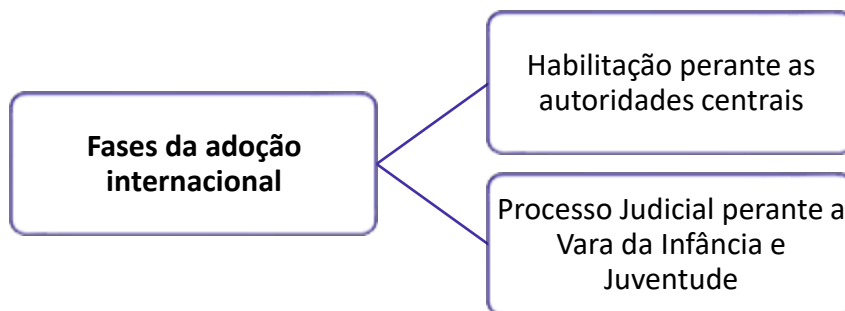 Fases da adoção
internacional
Habilitação perante as
autoridades centrais
Processo Judicial perante a
Vara da Infância e
Juventude